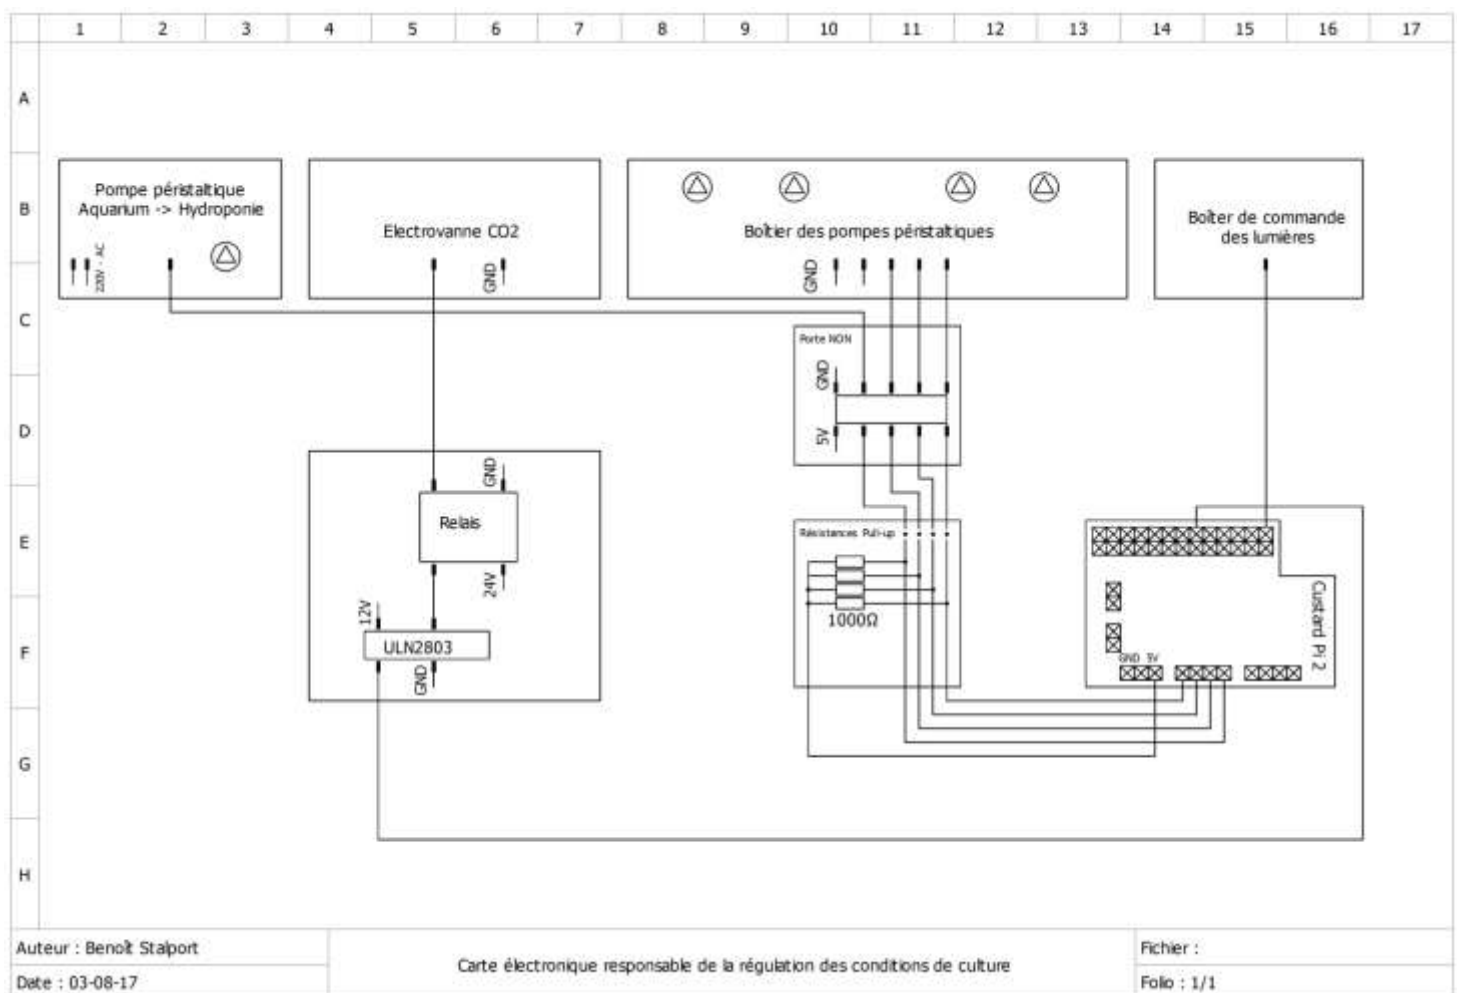 1 2 3 4 5 6 7 8 9 10 11 12 13 14 15 16 17
A
B
C
D
E
F
G
H
Pompe péristaltique
Aquarium -> Hydroponie
220V - AC
Electrovanne CO2
GND
Boîtier des pompes péristaltiques
GND
Boîter de commande
des lumières
Porte NON
GND
5V
Relais
GND
24V
12V
ULN2803
GND
Résistances Pull-up
1000Ω
Custard Pi 2
GND 5V
Auteur : Benoît Stalport
Date : 03-08-17
Carte électronique responsable de la régulation des conditions de culture
Fichier :
Folio : 1/1